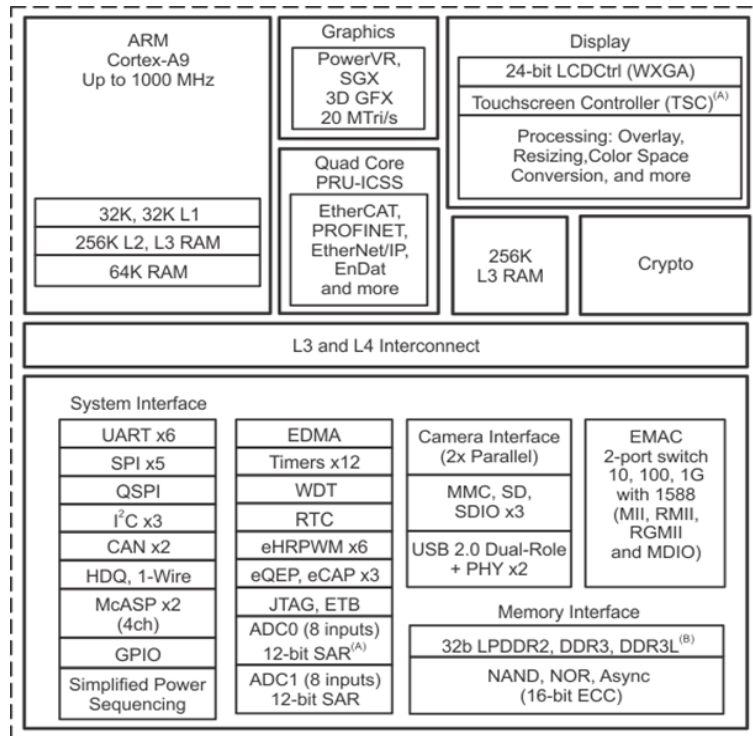 ARM
Cortex-A9
Up to 1000 MHz
32K, 32K L1
256K L2, L3 RAM
64K RAM
Graphics
PowerVR,
SGX
3D GFX
20 MTri/s
Quad Core
PRU-ICSS
EtherCAT,
PROFINET,
EtherNet/IP,
EnDat
and more
Display
24-bit LCDCtrl (WXGA)
Touchscreen Controller (TSC)(A)
Processing: Overlay,
Resizing,Color Space
Conversion, and more
256K
L3 RAM
Crypto
L3 and L4 Interconnect
System Interface
UART x6
SPI x5
QSPI
I2C x3
CAN x2
HDQ, 1-Wire
McASP x2
(4ch)
GPIO
Simplified Power
Sequencing
EDMA
Timers x12
WDT
RTC
eHRPWM x6
eQEP, eCAP x3
JTAG, ETB
ADC0 (8 inputs)
12-bit SAR(A)
ADC1 (8 inputs)
12-bit SAR
Camera Interface
(2x Parallel)
MMC, SD,
SDIO x3
USB 2.0 Dual-Role
+ PHY x2
EMAC
2-port switch
10, 100, 1G
with 1588
(MII, RMII,
RGMII
and MDIO)
Memory Interface
32b LPDDR2, DDR3, DDR3L(B)
NAND, NOR, Async
(16-bit ECC)